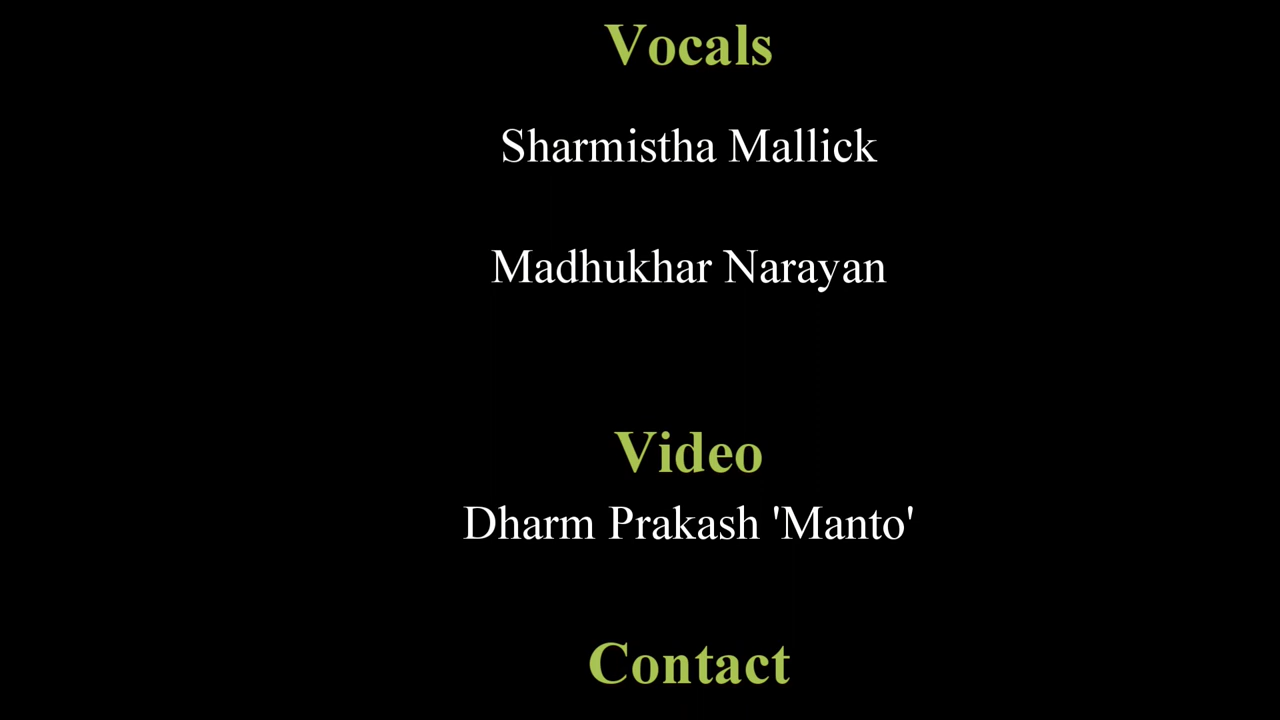 Vocals
Sharmistha Mallick
Madhukhar Narayan
Video
Dharm Prakash 'Manto'
Contact